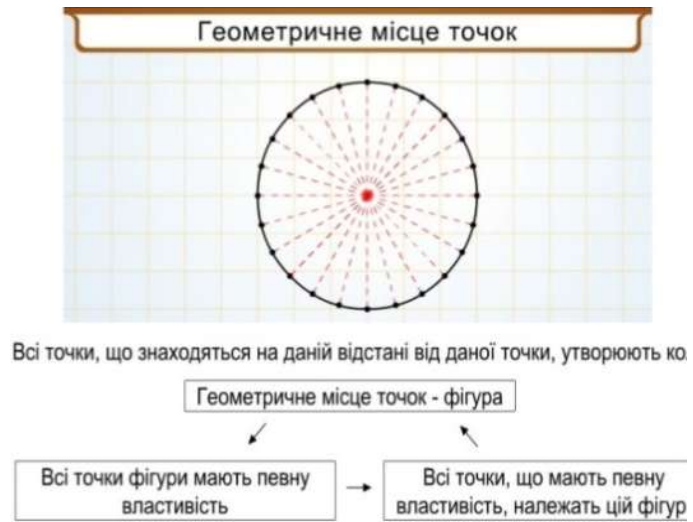 Геометричне місце точок
Всі точки, що знаходяться на даній відстані від даної точки, утворюють ко
Геометричне місце точок - фігура
Всі точки фігури мають певну
властивість
Всі точки, що мають певну
властивість, належать цій фігур